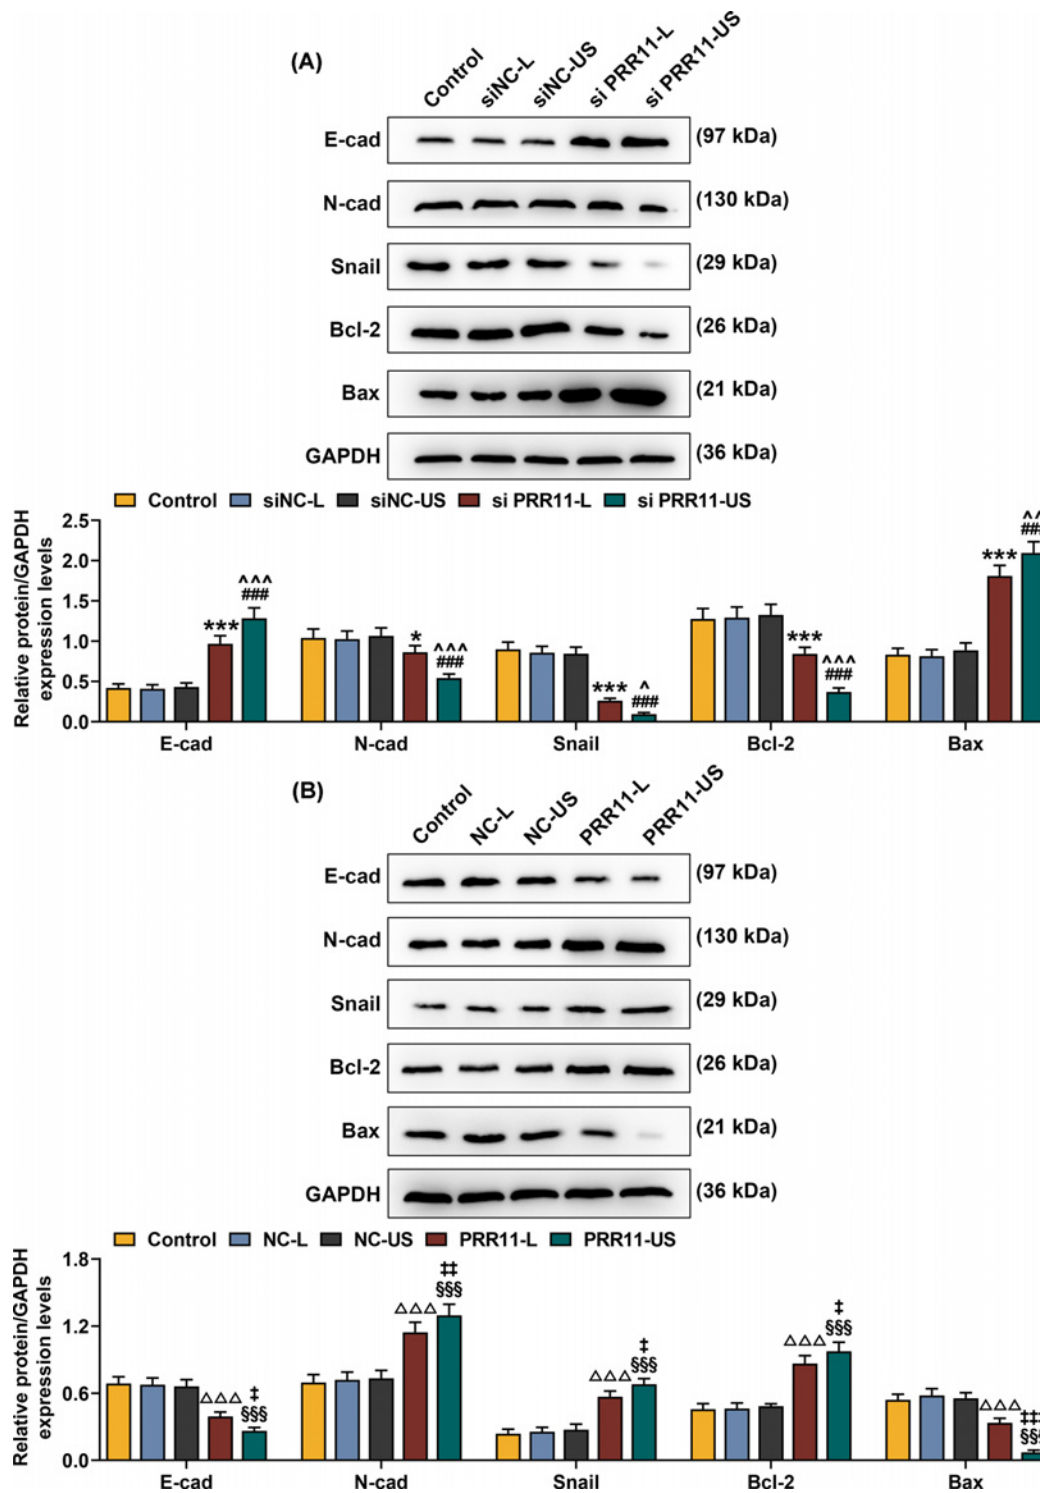 (A)
Control siNC-L siNC-US si PRR11-L si PRR11-US
E-cad (97 kDa)
N-cad (130 kDa)
Snail (29 kDa)
Bcl-2 (26 kDa)
Bax (21 kDa)
GAPDH (36 kDa)
Control siNC-L siNC-US si PRR11-L si PRR11-US
Relative protein/GAPDH
expression levels
2.5
2.0
1.5
1.0
0.5
0.0
*** ^^^ ###
* ^^^ ###
*** ^ ###
*** ^^^ ###
*** ^^ ##
E-cad N-cad Snail Bcl-2 Bax
(B)
Control NC-L NC-US PRR11-L PRR11-US
E-cad (97 kDa)
N-cad (130 kDa)
Snail (29 kDa)
Bcl-2 (26 kDa)
Bax (21 kDa)
GAPDH (36 kDa)
Control NC-L NC-US PRR11-L PRR11-US
Relative protein/GAPDH
expression levels
1.8
1.2
0.6
0.0
△△△ ‡ §§§
△△△ ‡‡ §§§
△△△ ‡ §§§
△△△ ‡ §§§
△△△ ‡‡‡ §§§
E-cad N-cad Snail Bcl-2 Bax